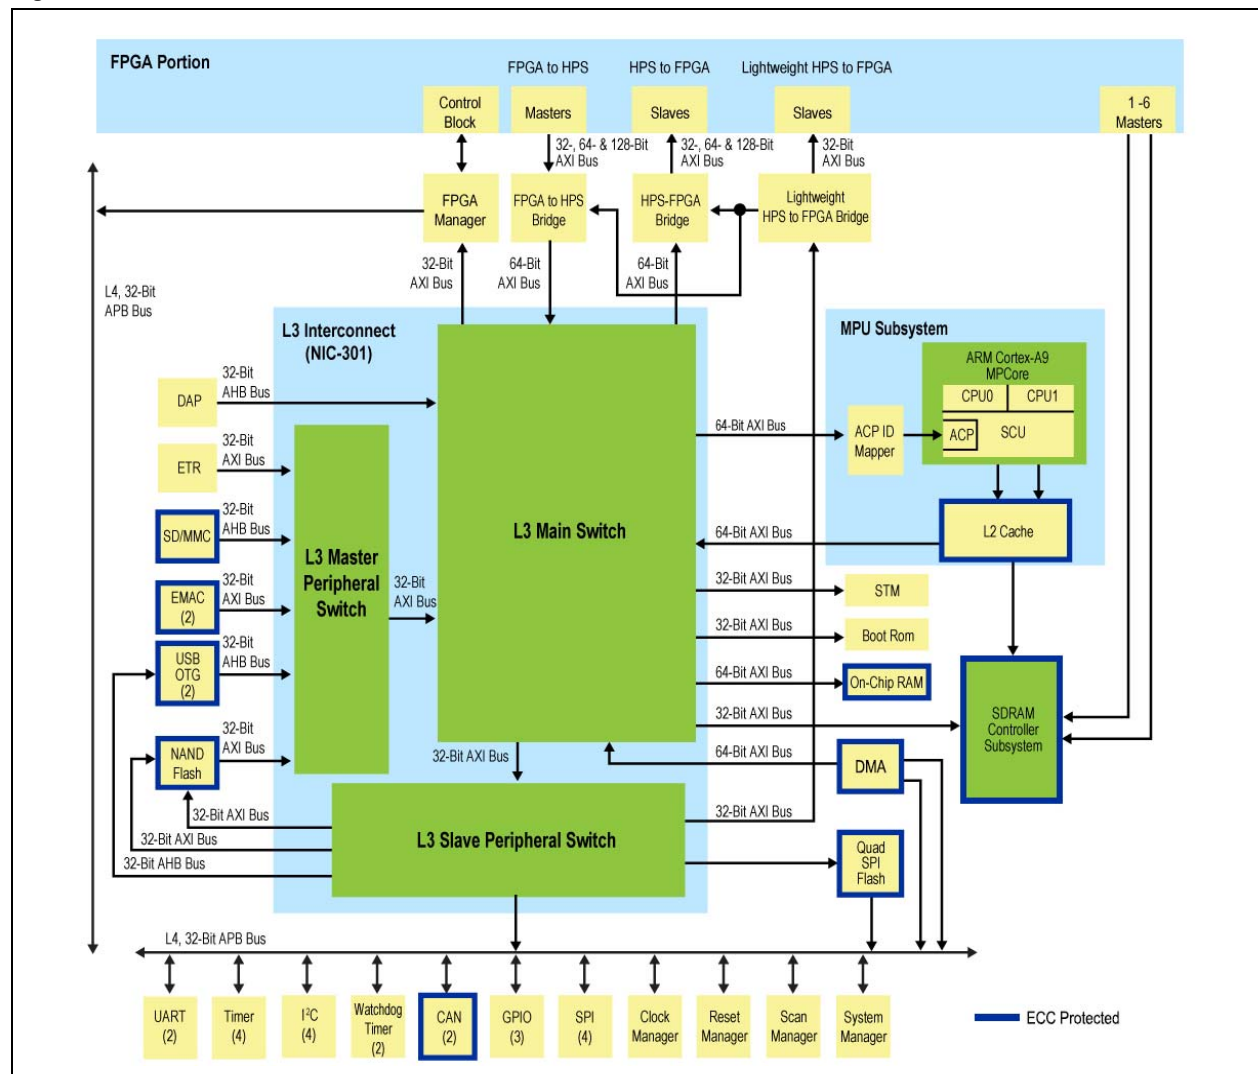 FPGA Portion
FPGA to HPS
HPS to FPGA
Lightweight HPS to FPGA
Control
Block
Masters
Slaves
Slaves
1 -6
Masters
32-, 64- & 128-Bit
AXI Bus
32-, 64- & 128-Bit
AXI Bus
32-Bit
AXI Bus
FPGA
Manager
FPGA to HPS
Bridge
HPS-FPGA
Bridge
Lightweight
HPS to FPGA Bridge
32-Bit
AXI Bus
64-Bit
AXI Bus
64-Bit
AXI Bus
L4, 32-Bit
APB Bus
L3 Interconnect
(NIC-301)
MPU Subsystem
ARM Cortex-A9
MPCore
CPU0
CPU1
ACP
SCU
ACP ID
Mapper
64-Bit AXI Bus
DAP
32-Bit
AHB Bus
ETR
32-Bit
AXI Bus
SD/MMC
32-Bit
AHB Bus
EMAC
(2)
32-Bit
AXI Bus
USB
OTG
(2)
32-Bit
AHB Bus
NAND
Flash
32-Bit
AXI Bus
L3 Master
Peripheral
Switch
32-Bit
AXI Bus
L3 Main Switch
64-Bit AXI Bus
L2 Cache
32-Bit AXI Bus
STM
32-Bit AXI Bus
Boot Rom
64-Bit AXI Bus
On-Chip RAM
32-Bit AXI Bus
SDRAM
Controller
Subsystem
64-Bit AXI Bus
DMA
32-Bit AXI Bus
32-Bit AXI Bus
32-Bit AXI Bus
32-Bit AXI Bus
32-Bit AHB Bus
L3 Slave Peripheral Switch
Quad
SPI
Flash
L4, 32-Bit APB Bus
UART
(2)
Timer
(4)
I²C
(4)
Watchdog
Timer
(2)
CAN
(2)
GPIO
(3)
SPI
(4)
Clock
Manager
Reset
Manager
Scan
Manager
System
Manager
ECC Protected